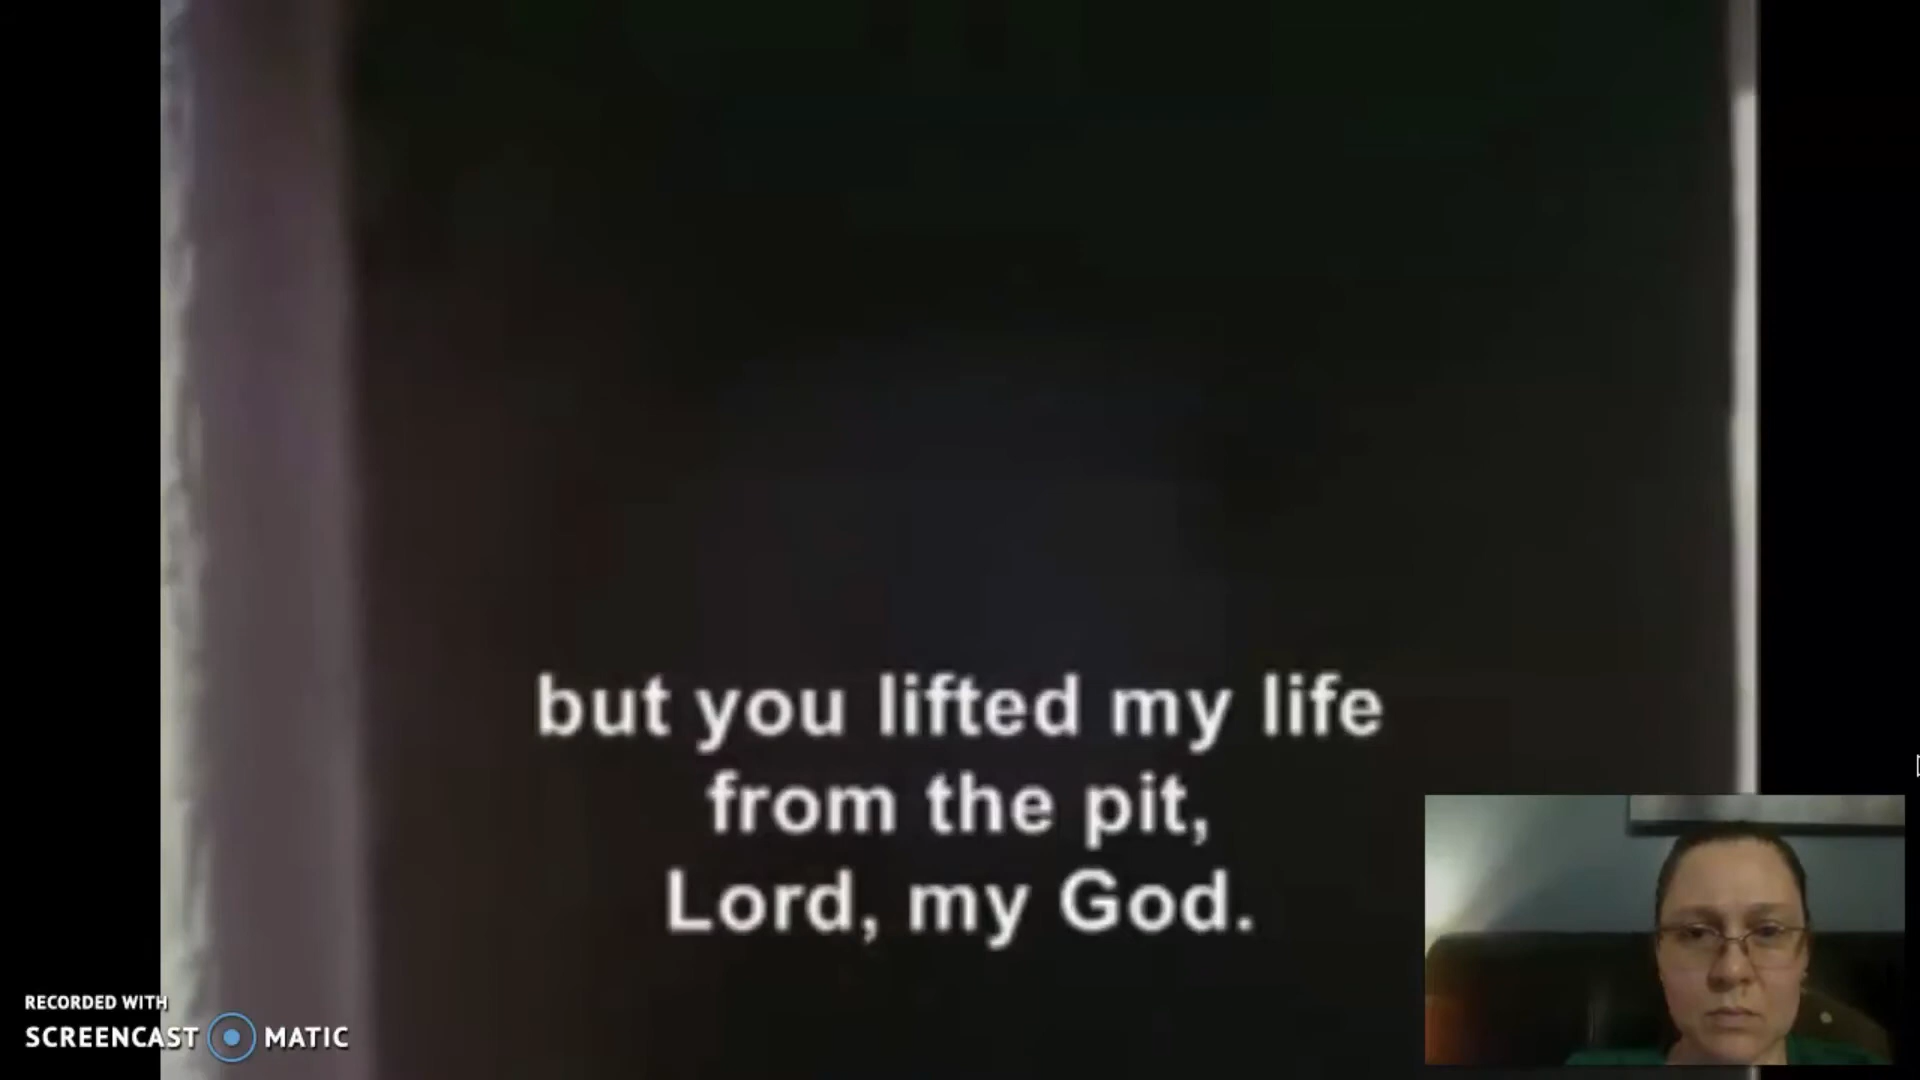 but you lifted my life
from the pit,
Lord, my God.
RECORDED WITH
SCREENCAST MATIC